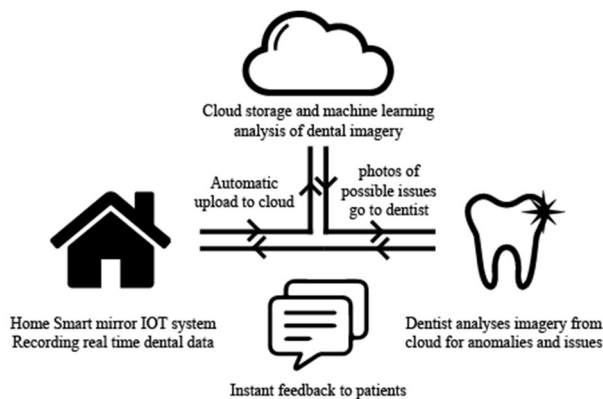 Cloud storage and machine learning
analysis of dental imagery
Automatic
upload to cloud
photos of
possible issues
go to dentist
Home Smart mirror IOT system
Recording real time dental data
Dentist analyses imagery from
cloud for anomalies and issues
Instant feedback to patients